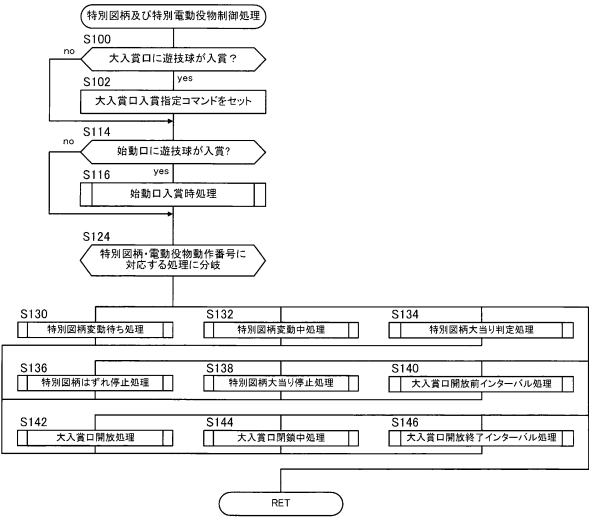 特別図柄及び特別電動役物制御処理
S100
no
大入賞口に遊技球が入賞？
yes
S102
大入賞口入賞指定コマンドをセット
S114
no
始動口に遊技球が入賞?
yes
S116
始動口入賞時処理
S124
特別図柄・電動役物動作番号に
対応する処理に分岐
S130
特別図柄変動待ち処理
S132
特別図柄変動中処理
S134
特別図柄大当り判定処理
S136
特別図柄はずれ停止処理
S138
特別図柄大当り停止処理
S140
大入賞口開放前インターバル処理
S142
大入賞口開放処理
S144
大入賞口閉鎖中処理
S146
大入賞口開放終了インターバル処理
RET